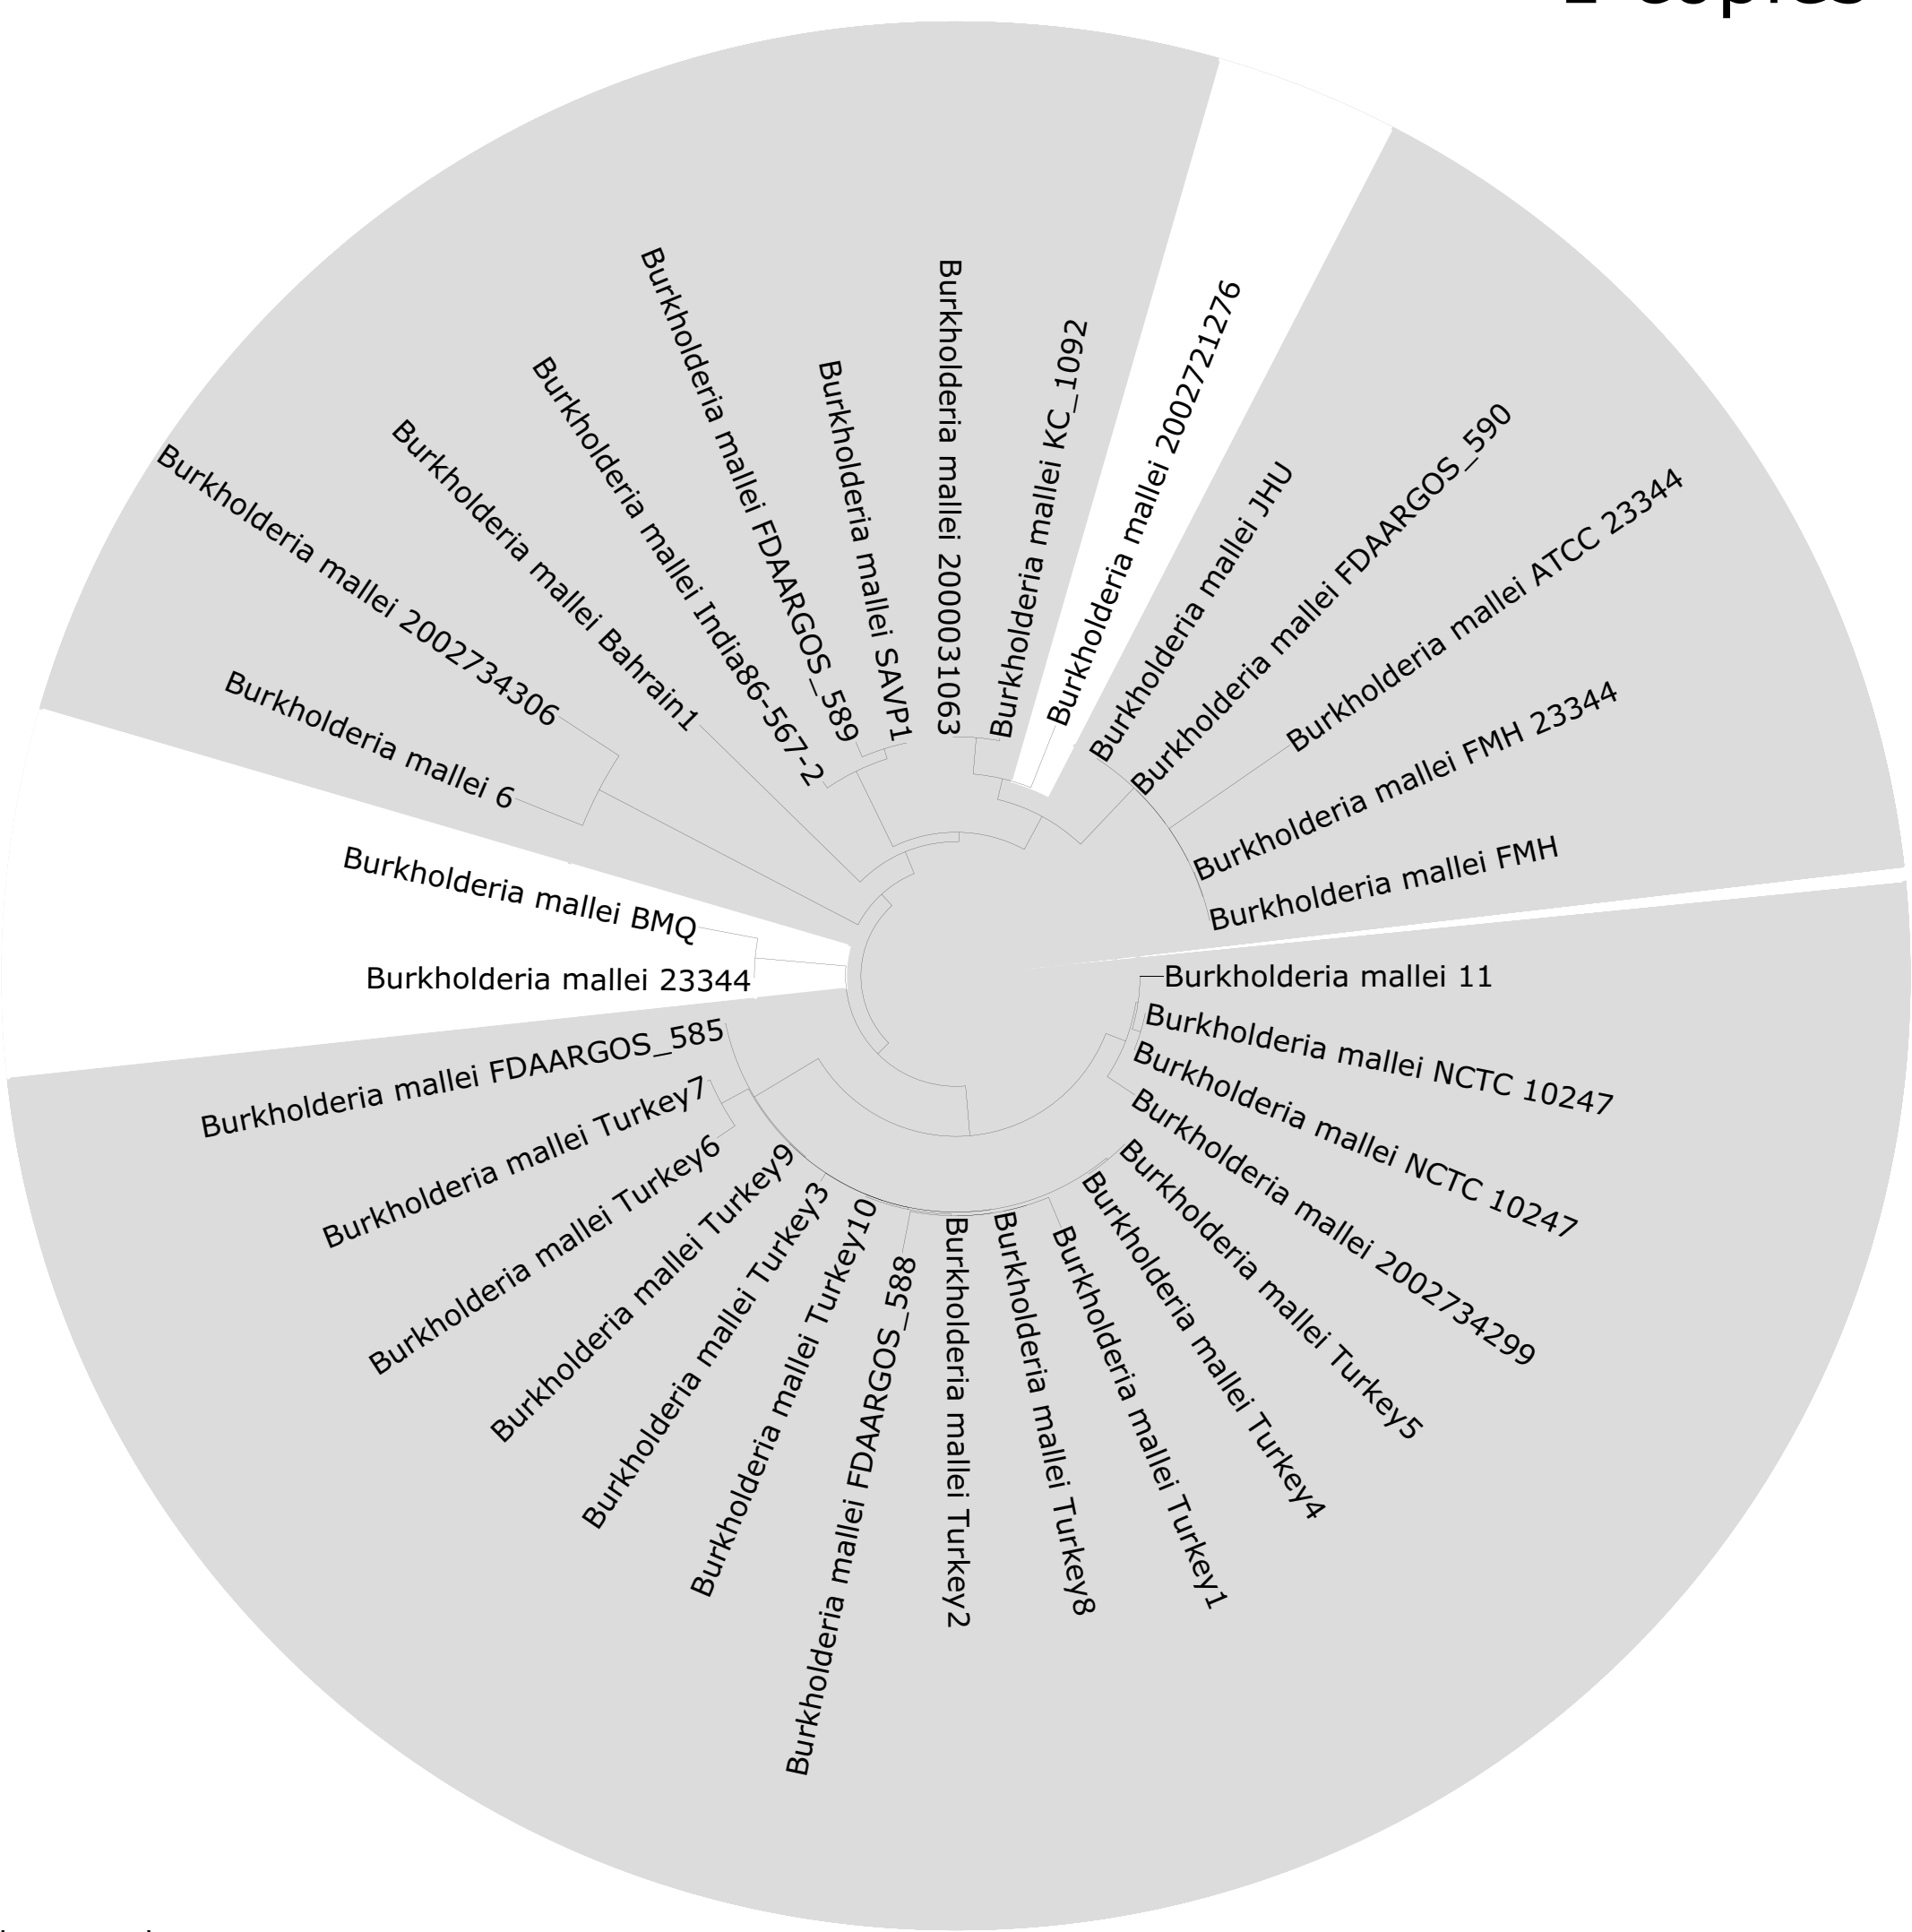 copies
Burkholderia mallei KC_1092
Burkholderia mallei 2002721276
Burkholderia mallei JHU
Burkholderia mallei FDAARGOS_590
Burkholderia mallei ATCC 23344
Burkholderia mallei FMH 23344
Burkholderia mallei FMH
Burkholderia mallei 11
Burkholderia mallei NCTC 10247
Burkholderia mallei NCTC 10247
Burkholderia mallei 2002734299
Burkholderia mallei Turkey5
Burkholderia mallei Turkey4
Burkholderia mallei Turkey1
Burkholderia mallei Turkey8
Burkholderia mallei Turkey2
Burkholderia mallei FDAARGOS_588
Burkholderia mallei Turkey10
Burkholderia mallei Turkey3
Burkholderia mallei Turkey9
Burkholderia mallei Turkey6
Burkholderia mallei Turkey7
Burkholderia mallei FDAARGOS_585
Burkholderia mallei 23344
Burkholderia mallei BMQ
Burkholderia mallei 6
Burkholderia mallei 2002734306
Burkholderia mallei Bahrain1
Burkholderia mallei India86-567-2
Burkholderia mallei FDAARGOS_589
Burkholderia mallei SAVP1
Burkholderia mallei 2000031063